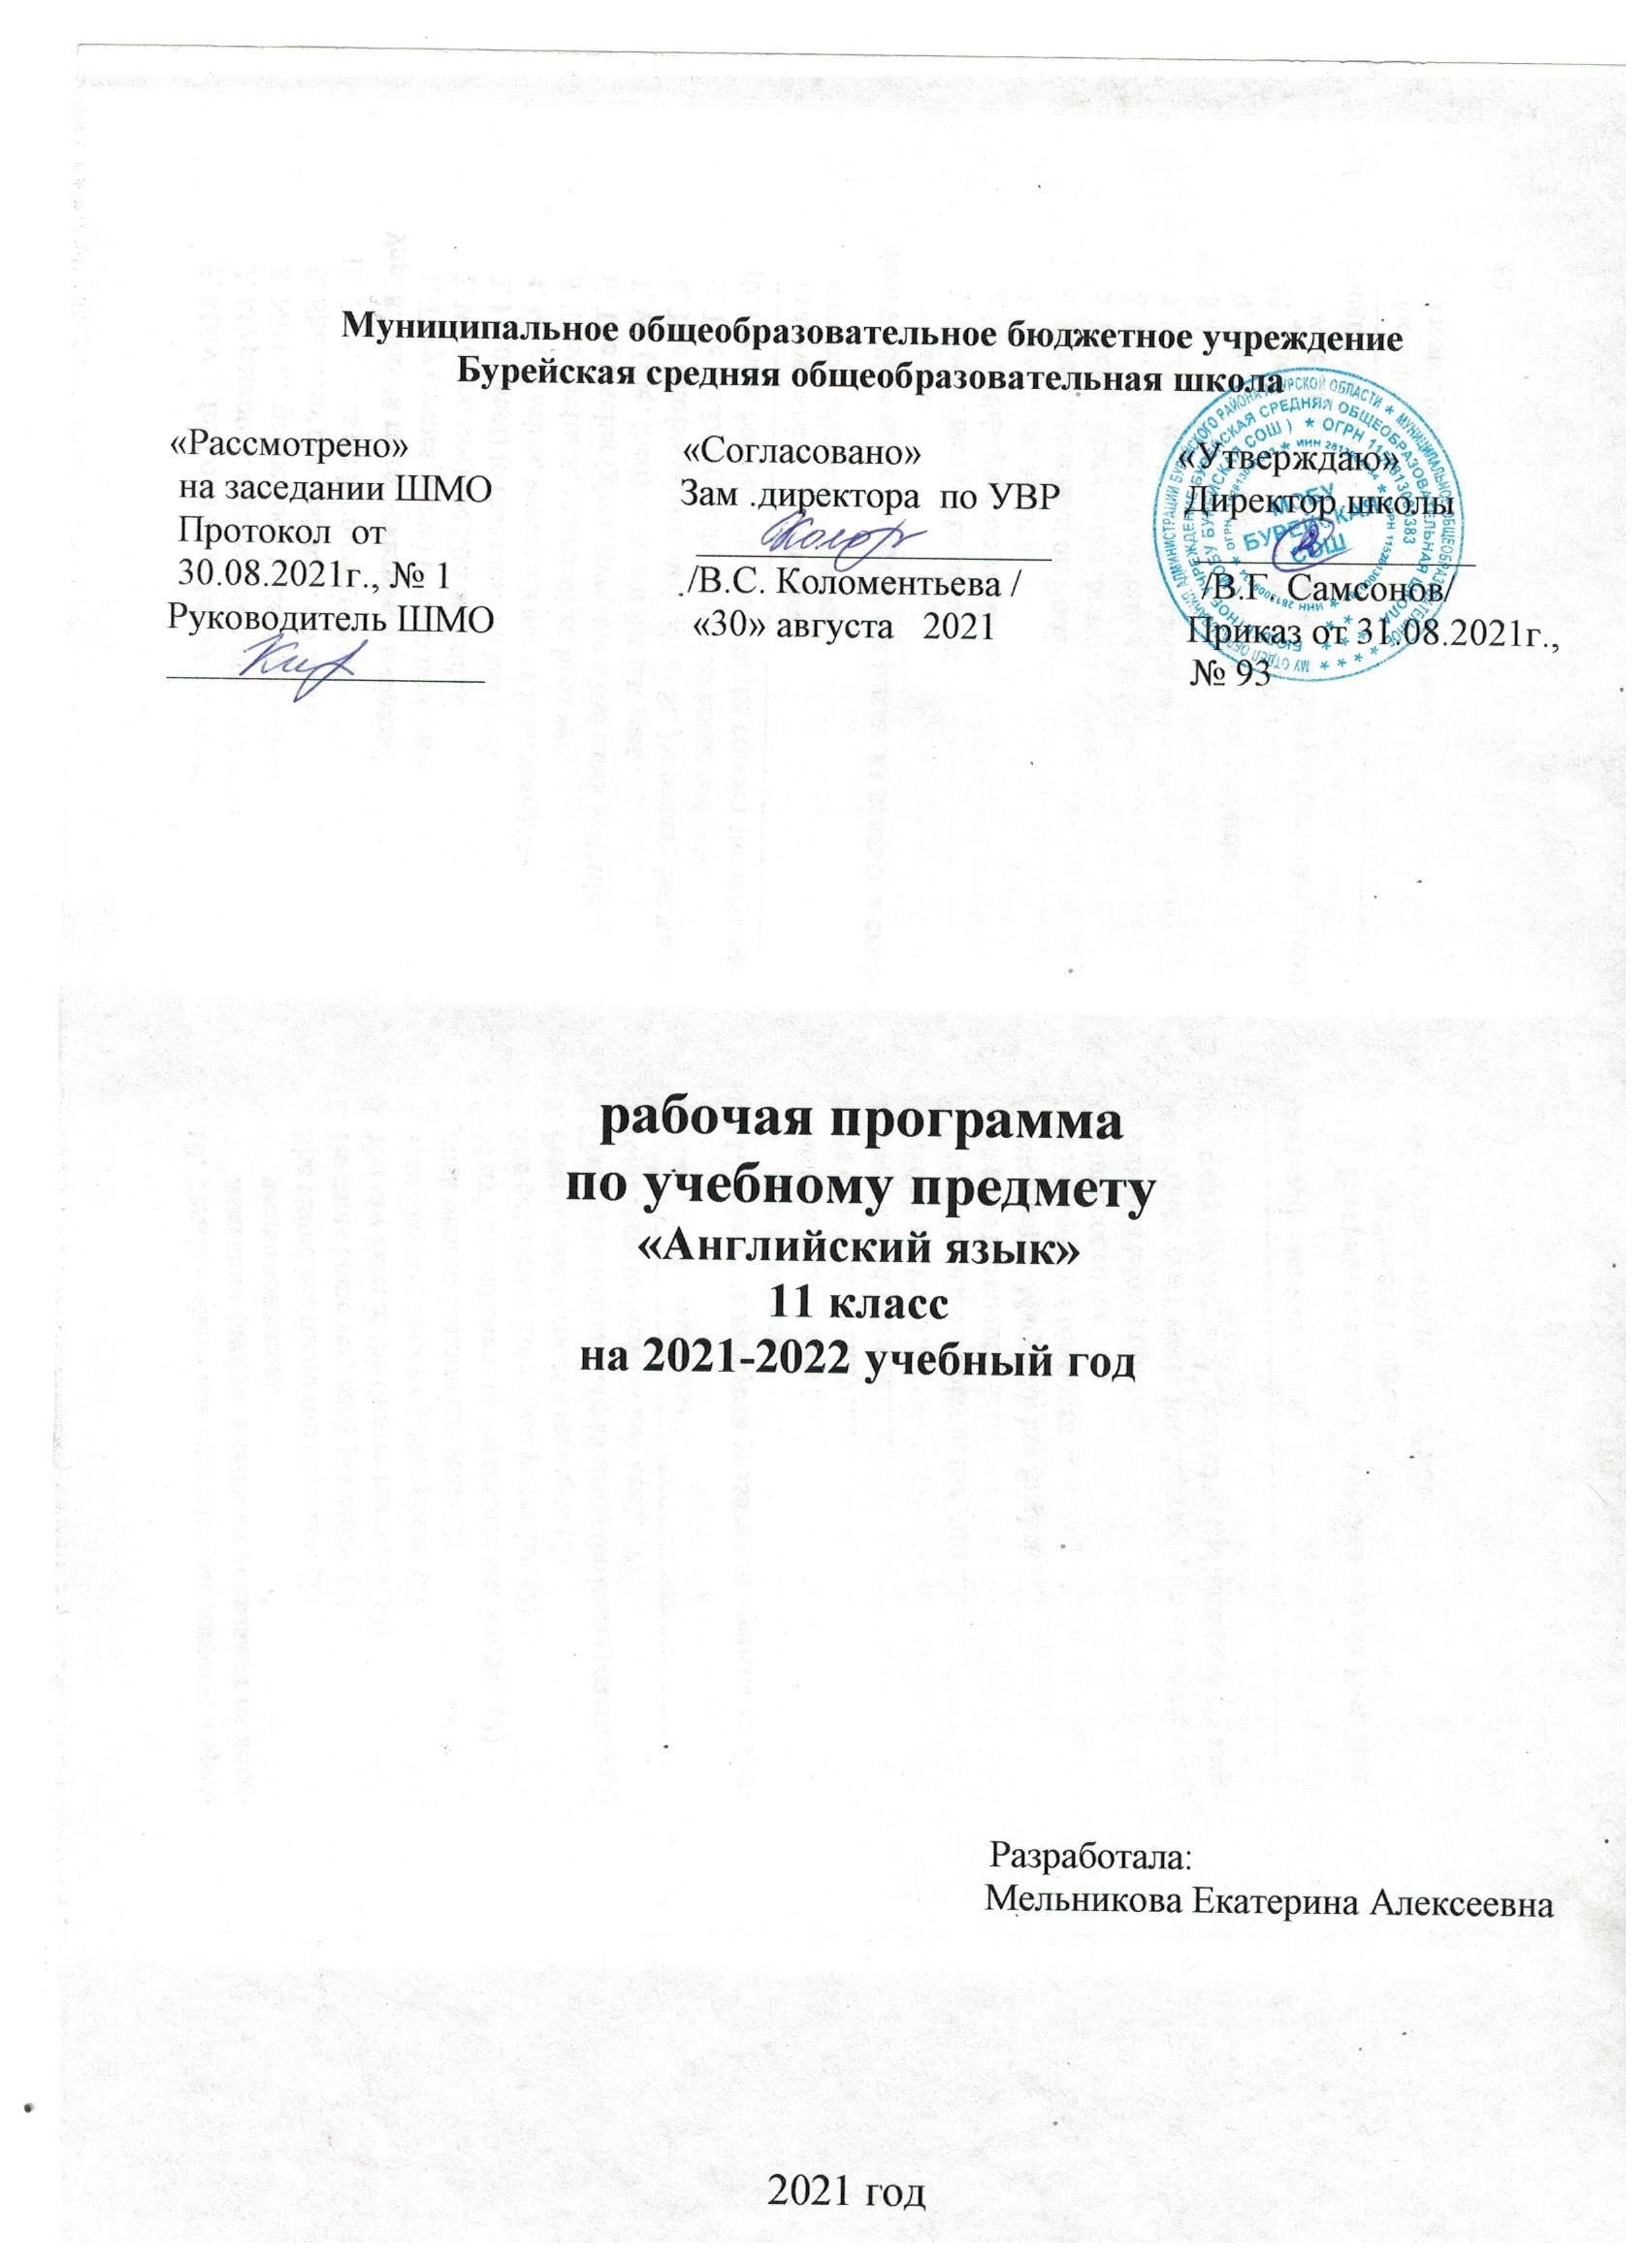 Муниципальное общеобразовательное бюджетное учреждение
Бурейская средняя общеобразовательная школа
«Рассмотрено»
на заседании ШМО
Протокол от
30.08.2021г., № 1
Руководитель ШМО
«Согласовано»
Зам .директора по УВР
/В.С. Коломентьева /
«30» августа 2021
«Утверждаю»
Директор школы
/В.Г. Самсонов/
Приказ от 31.08.2021г.,
№ 93
МОБУ
БУРЕЙСКАЯ
СОШ
рабочая программа
по учебному предмету
«Английский язык»
11 класс
на 2021-2022 учебный год
Разработала:
Мельникова Екатерина Алексеевна
2021 год